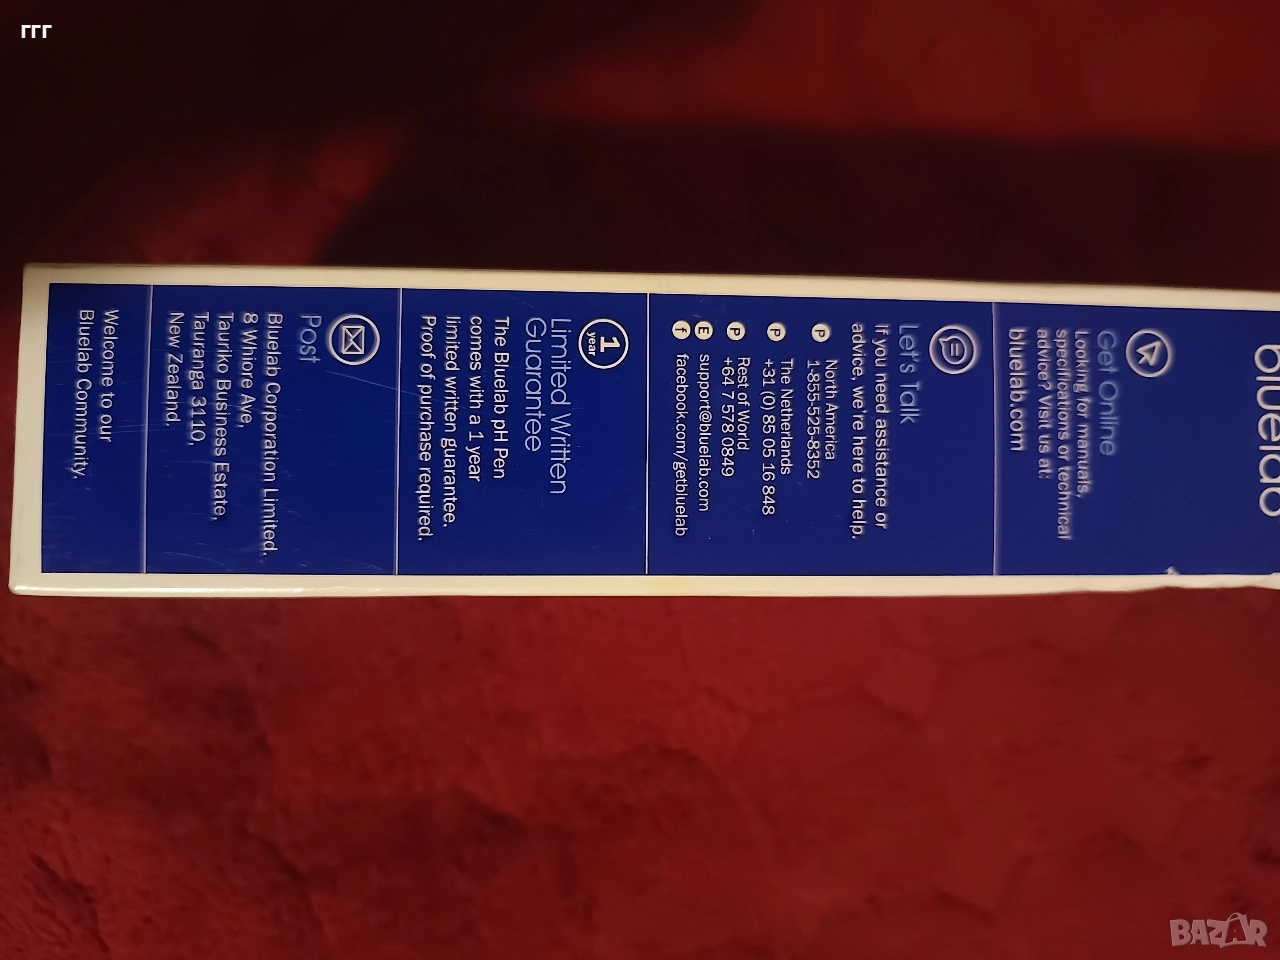 ггг
bluelab
Get Online
Looking for manuals,
specifications or technical
advice? Visit us at:
bluelab.com
Let's Talk
If you need assistance or
advice, we're here to help.
P North America
1-855-525-8352
P The Netherlands
+31 (0) 85 05 16 848
P Rest of World
+64 7 578 0849
E support@bluelab.com
f facebook.com/getbluelab
1
year
Limited Written
Guarantee
The Bluelab pH Pen
comes with a 1 year
limited written guarantee.
Proof of purchase required.
Post
Bluelab Corporation Limited,
8 Whiore Ave,
Tauriko Business Estate,
Tauranga 3110,
New Zealand.
Welcome to our
Bluelab Community.
BAZAR